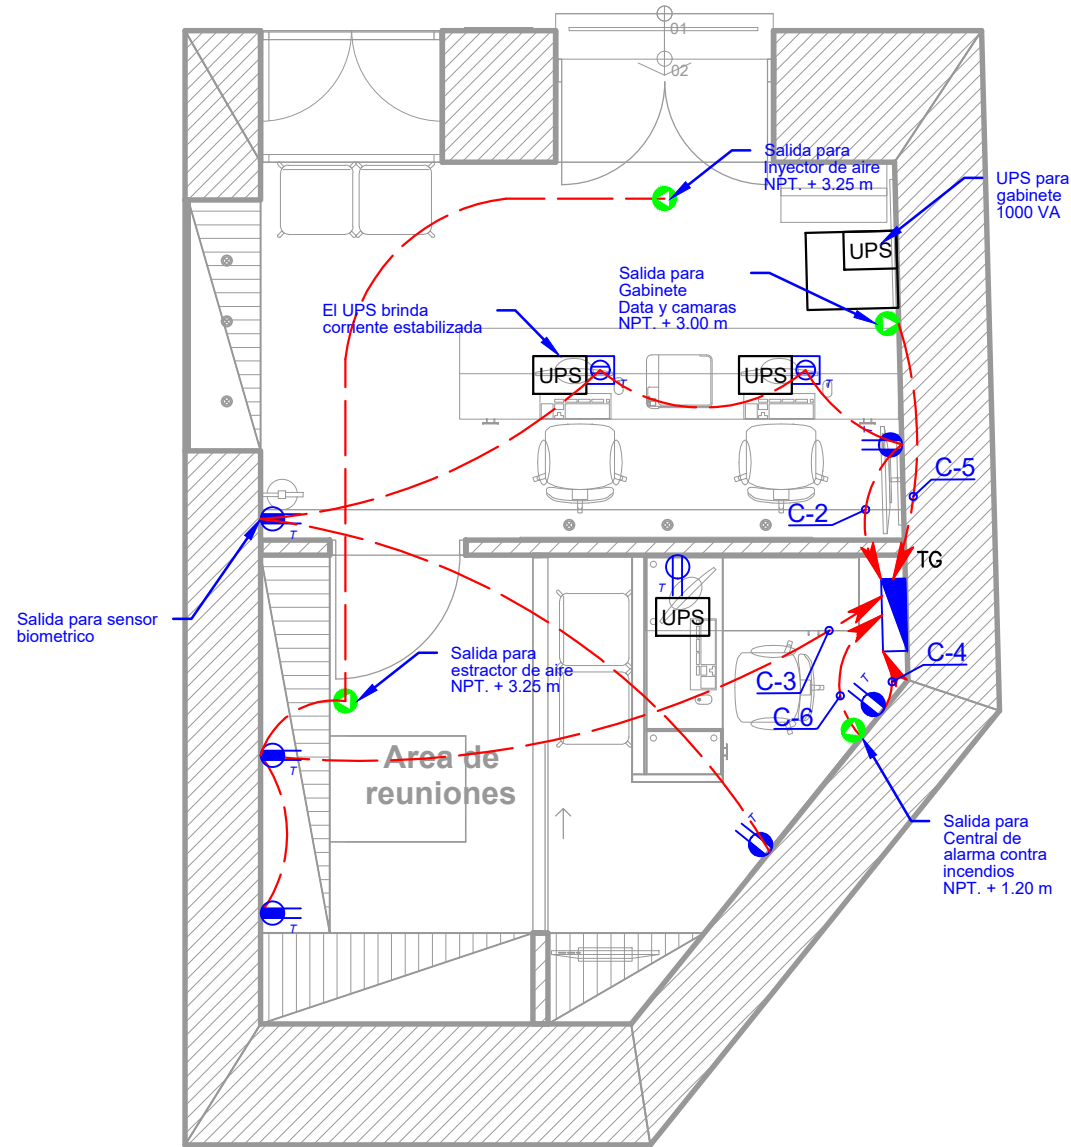 01
02
Salida para
Inyector de aire
NPT. + 3.25 m
UPS para
gabinete
1000 VA
UPS
Salida para
Gabinete
Data y camaras
NPT. + 3.00 m
El UPS brinda
corriente estabilizada
UPS
T
UPS
T
T
C-5
C-2
T
TG
Salida para sensor
biometrico
T
UPS
Salida para
estractor de aire
NPT. + 3.25 m
C-4
C-3
T
C-6
Area de
reuniones
T
T
Salida para
Central de
alarma contra
incendios
NPT. + 1.20 m
T